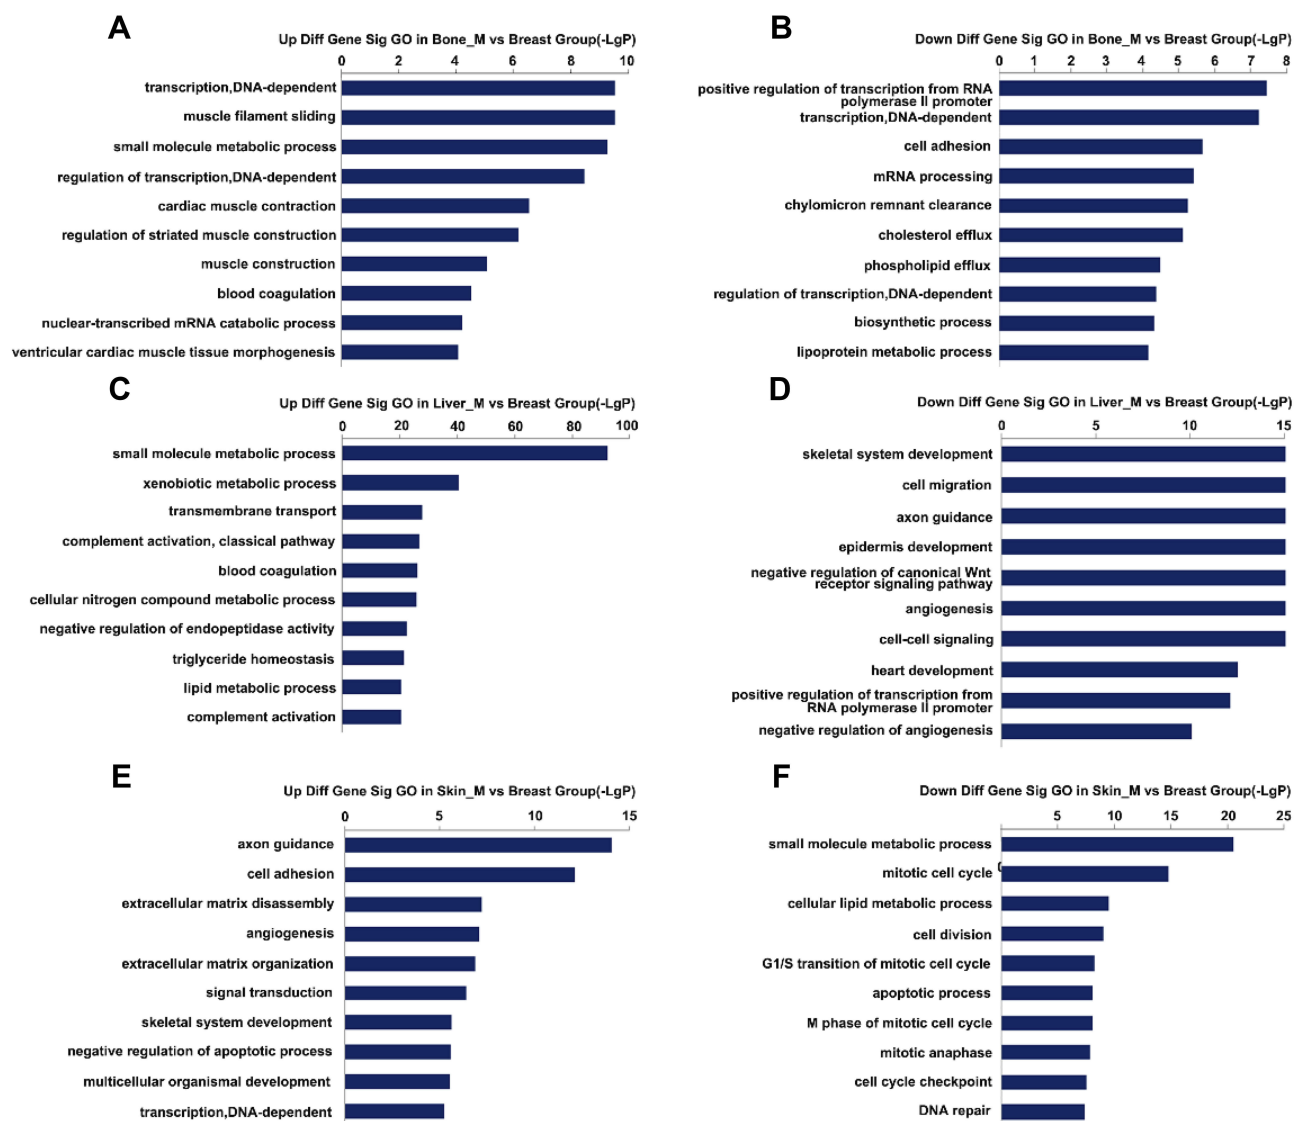 A
Up Diff Gene Sig GO in Bone_M vs Breast Group(-LgP)
0 2 4 6 8 10
transcription,DNA-dependent
muscle filament sliding
small molecule metabolic process
regulation of transcription,DNA-dependent
cardiac muscle contraction
regulation of striated muscle construction
muscle construction
blood coagulation
nuclear-transcribed mRNA catabolic process
ventricular cardiac muscle tissue morphogenesis
B
Down Diff Gene Sig GO in Bone_M vs Breast Group(-LgP)
0 1 2 3 4 5 6 7 8
positive regulation of transcription from RNA
polymerase II promoter
transcription,DNA-dependent
cell adhesion
mRNA processing
chylomicron remnant clearance
cholesterol efflux
phospholipid efflux
regulation of transcription,DNA-dependent
biosynthetic process
lipoprotein metabolic process
C
Up Diff Gene Sig GO in Liver_M vs Breast Group(-LgP)
0 20 40 60 80 100
small molecule metabolic process
xenobiotic metabolic process
transmembrane transport
complement activation, classical pathway
blood coagulation
cellular nitrogen compound metabolic process
negative regulation of endopeptidase activity
triglyceride homeostasis
lipid metabolic process
complement activation
D
Down Diff Gene Sig GO in Liver_M vs Breast Group(-LgP)
0 5 10 15
skeletal system development
cell migration
axon guidance
epidermis development
negative regulation of canonical Wnt
receptor signaling pathway
angiogenesis
cell-cell signaling
heart development
positive regulation of transcription from
RNA polymerase II promoter
negative regulation of angiogenesis
E
Up Diff Gene Sig GO in Skin_M vs Breast Group(-LgP)
0 5 10 15
axon guidance
cell adhesion
extracellular matrix disassembly
angiogenesis
extracellular matrix organization
signal transduction
skeletal system development
negative regulation of apoptotic process
multicellular organismal development
transcription,DNA-dependent
F
Down Diff Gene Sig GO in Skin_M vs Breast Group(-LgP)
5 10 15 20 25
small molecule metabolic process
mitotic cell cycle
cellular lipid metabolic process
cell division
G1/S transition of mitotic cell cycle
apoptotic process
M phase of mitotic cell cycle
mitotic anaphase
cell cycle checkpoint
DNA repair